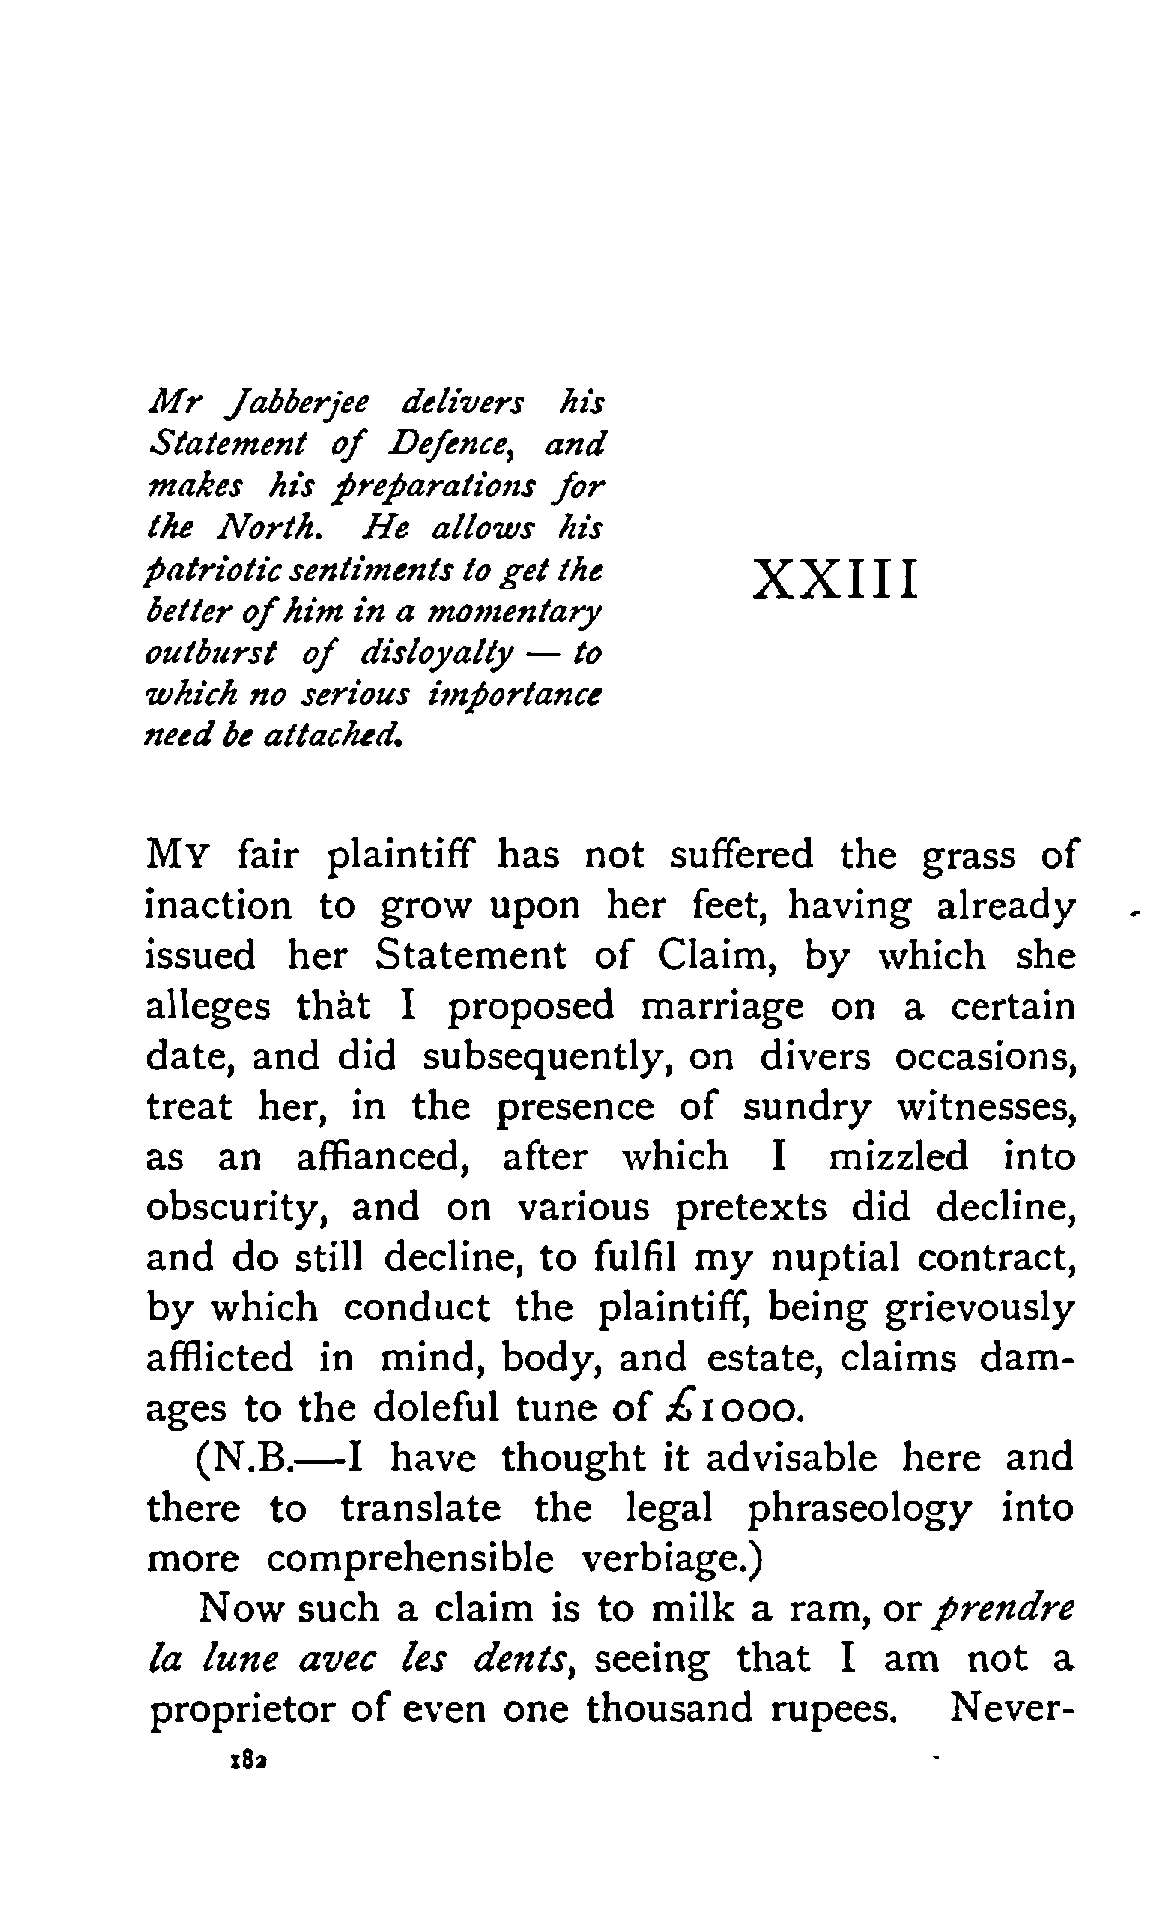 Mr Jabberjee delivers his
Statement of Defence, and
makes his preparations for
the North. He allows his
patriotic sentiments to get the
better of him in a momentary
outburst of disloyalty — to
which no serious importance
need be attached.
XXIII
MY fair plaintiff has not suffered the grass of
inaction to grow upon her feet, having already
issued her Statement of Claim, by which she
alleges that I proposed marriage on a certain
date, and did subsequently, on divers occasions,
treat her, in the presence of sundry witnesses,
as an affianced, after which I mizzled into
obscurity, and on various pretexts did decline,
and do still decline, to fulfil my nuptial contract,
by which conduct the plaintiff, being grievously
afflicted in mind, body, and estate, claims dam-
ages to the doleful tune of £1000.
(N.B.—I have thought it advisable here and
there to translate the legal phraseology into
more comprehensible verbiage.)
Now such a claim is to milk a ram, or prendre
la lune avec les dents, seeing that I am not a
proprietor of even one thousand rupees. Never-
182